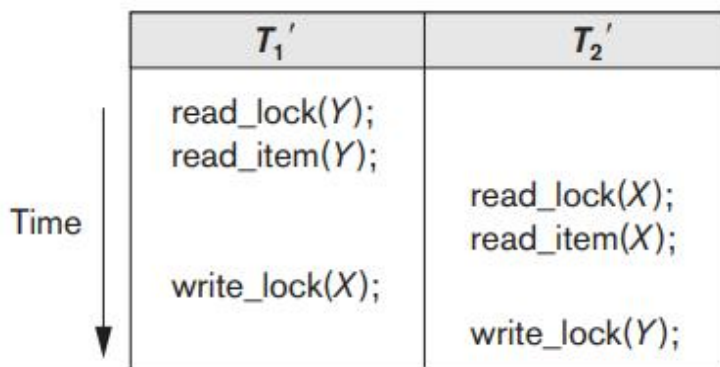 T₁′ T₂′
read_lock(Y);
read_item(Y);
read_lock(X);
Time
read_item(X);
write_lock(X);
write_lock(Y);